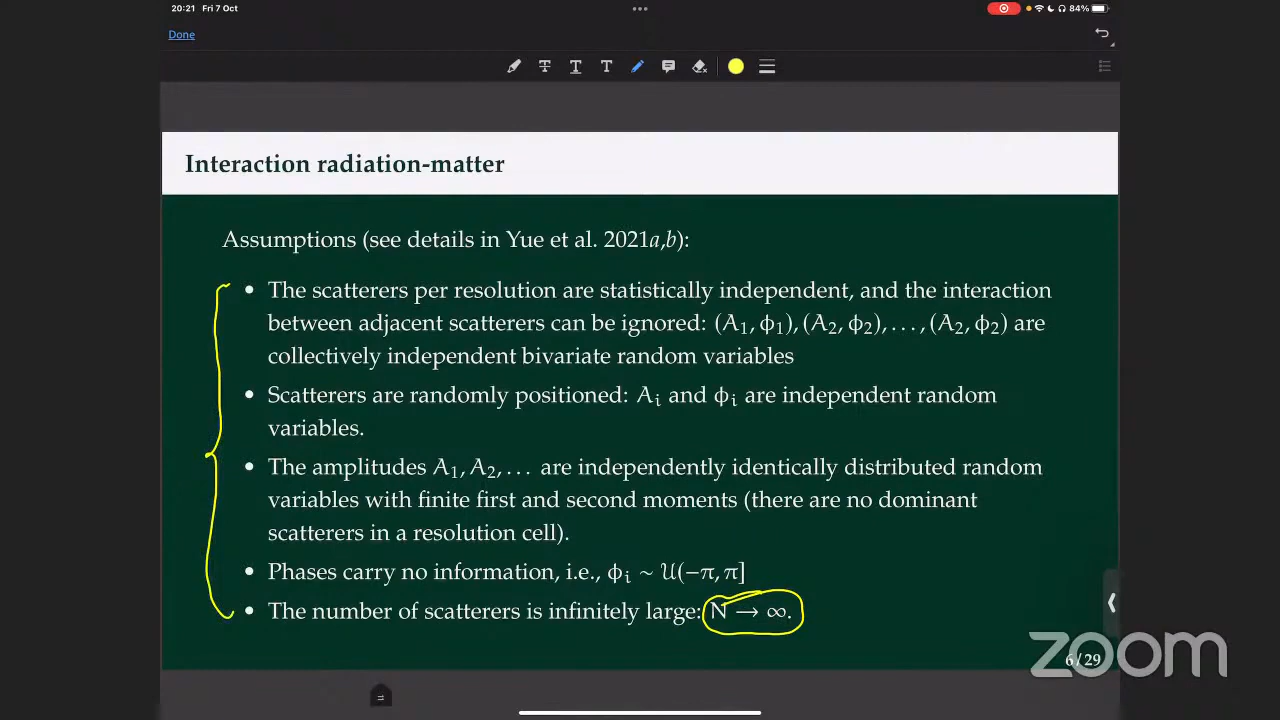 20:21 Fri 7 Oct
84%
Done
Interaction radiation-matter
Assumptions (see details in Yue et al. 2021a,b):
• The scatterers per resolution are statistically independent, and the interaction
between adjacent scatterers can be ignored: (A₁, ϕ₁), (A₂, ϕ₂), . . . , (A₂, ϕ₂) are
collectively independent bivariate random variables
• Scatterers are randomly positioned: Aᵢ and ϕᵢ are independent random
variables.
• The amplitudes A₁, A₂, . . . are independently identically distributed random
variables with finite first and second moments (there are no dominant
scatterers in a resolution cell).
• Phases carry no information, i.e., ϕᵢ ~ U(−π, π]
• The number of scatterers is infinitely large: N → ∞.
6 / 29
zoom